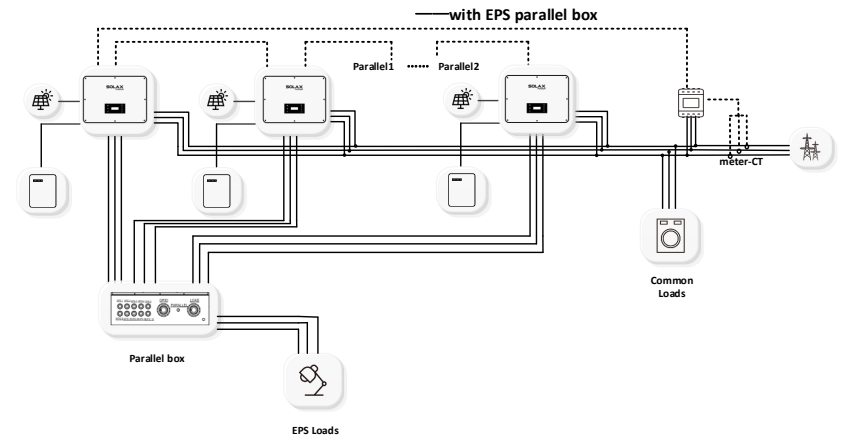 ——with EPS parallel box
Parallel1 ...... Parallel2
SOLAX
SOLAX
SOLAX
meter-CT
Common
Loads
GRID
LOAD
PARALLEL
Parallel box
EPS Loads